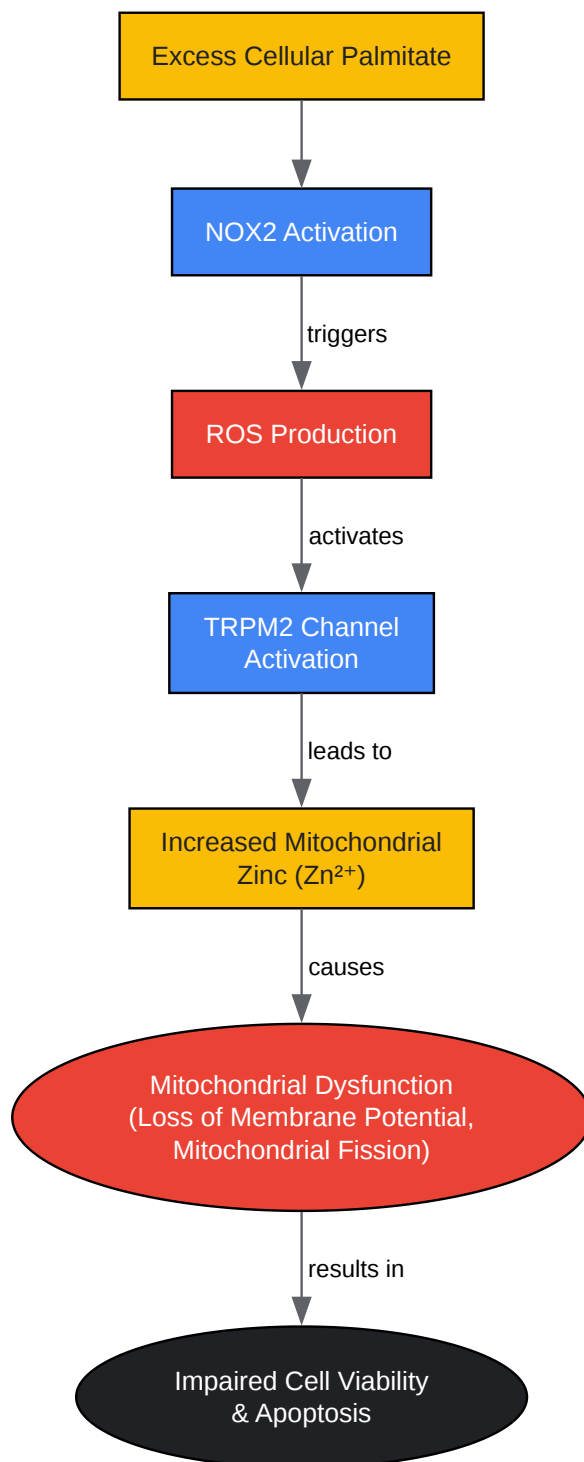 Excess Cellular Palmitate
NOX2 Activation
triggers
ROS Production
activates
TRPM2 Channel
Activation
leads to
Increased Mitochondrial
Zinc (Zn²⁺)
causes
Mitochondrial Dysfunction
(Loss of Membrane Potential,
Mitochondrial Fission)
results in
Impaired Cell Viability
& Apoptosis